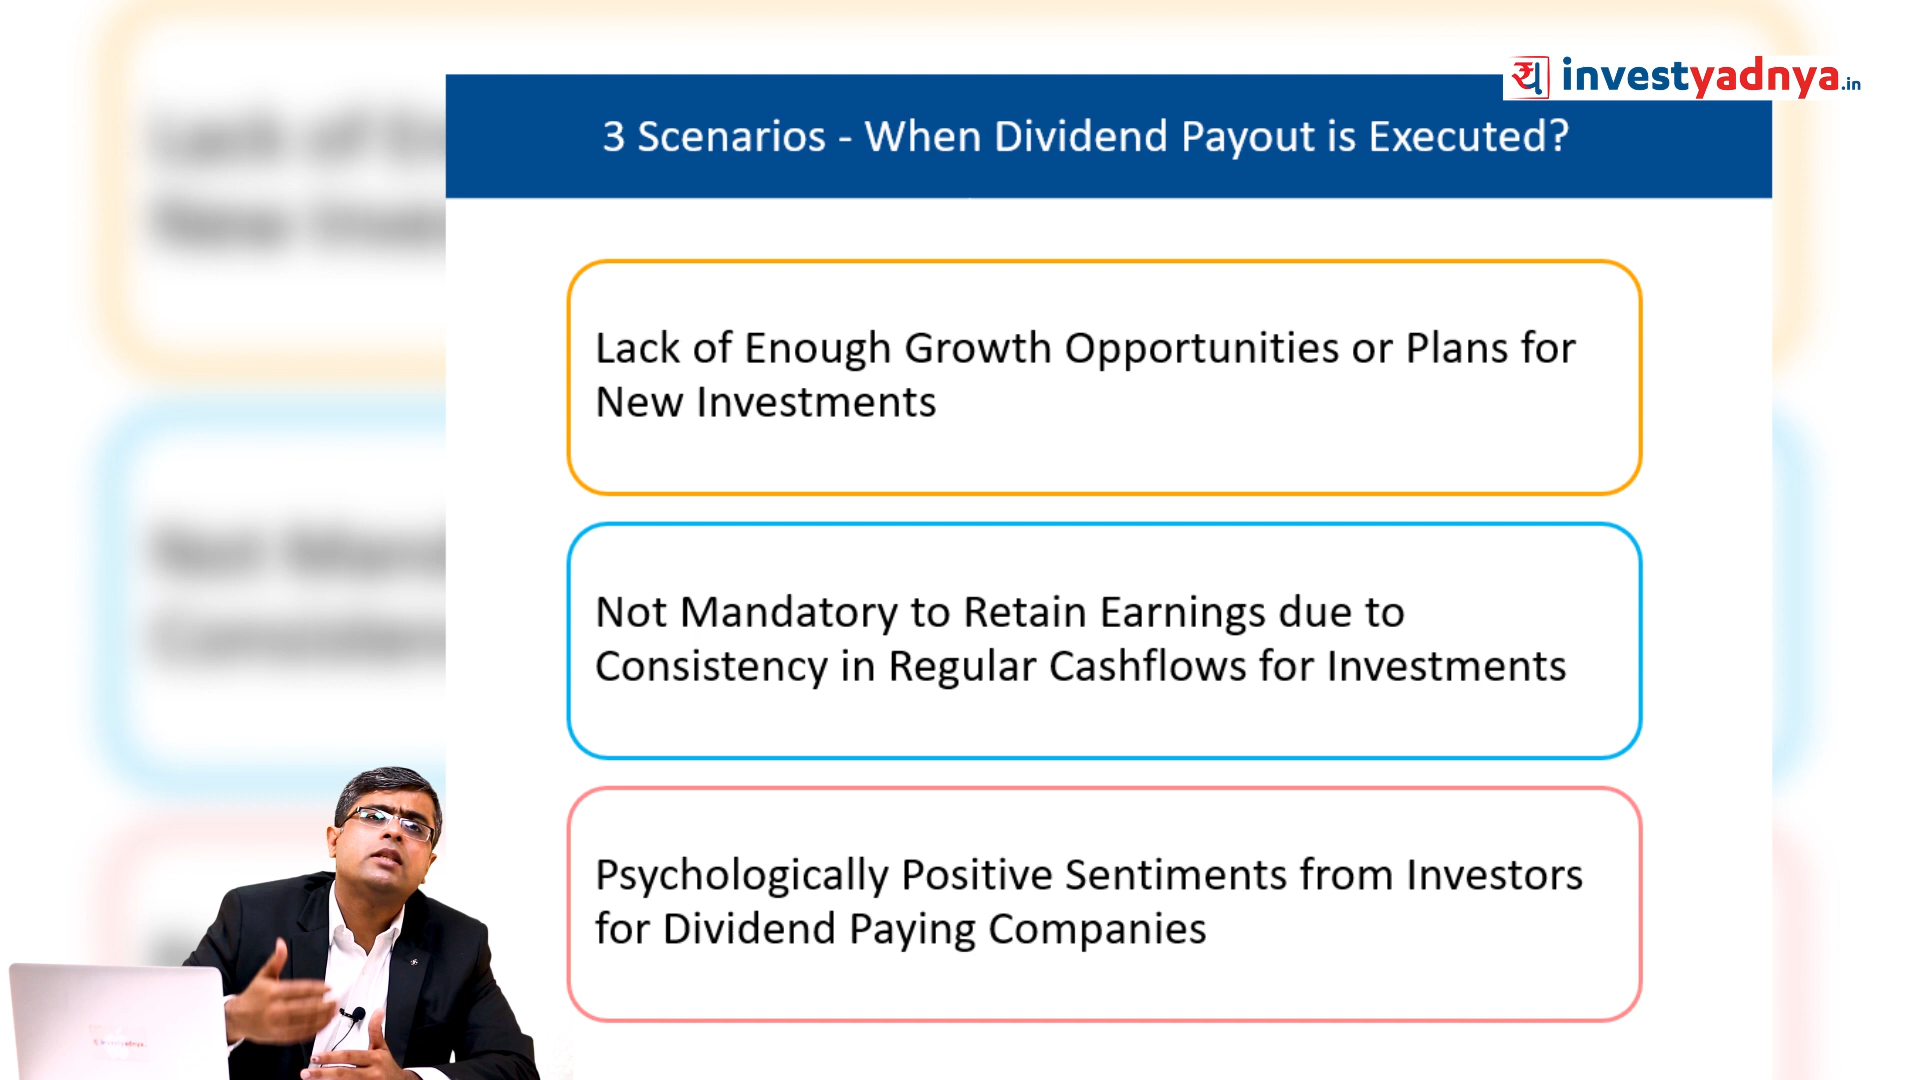 investyadnya.in
3 Scenarios - When Dividend Payout is Executed?
Lack of Enough Growth Opportunities or Plans for
New Investments
Not Mandatory to Retain Earnings due to
Consistency in Regular Cashflows for Investments
Psychologically Positive Sentiments from Investors
for Dividend Paying Companies